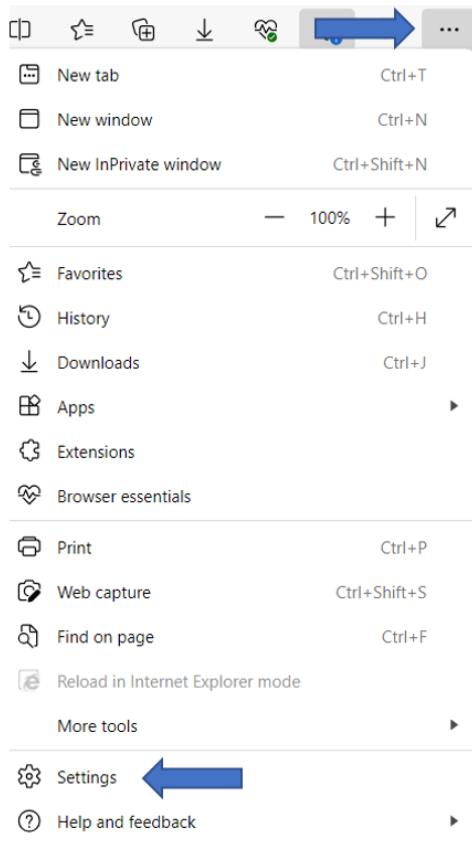 New tab Ctrl+T
New window Ctrl+N
New InPrivate window Ctrl+Shift+N
Zoom 100%
Favorites Ctrl+Shift+O
History Ctrl+H
Downloads Ctrl+J
Apps
Extensions
Browser essentials
Print Ctrl+P
Web capture Ctrl+Shift+S
Find on page Ctrl+F
Reload in Internet Explorer mode
More tools
Settings
Help and feedback